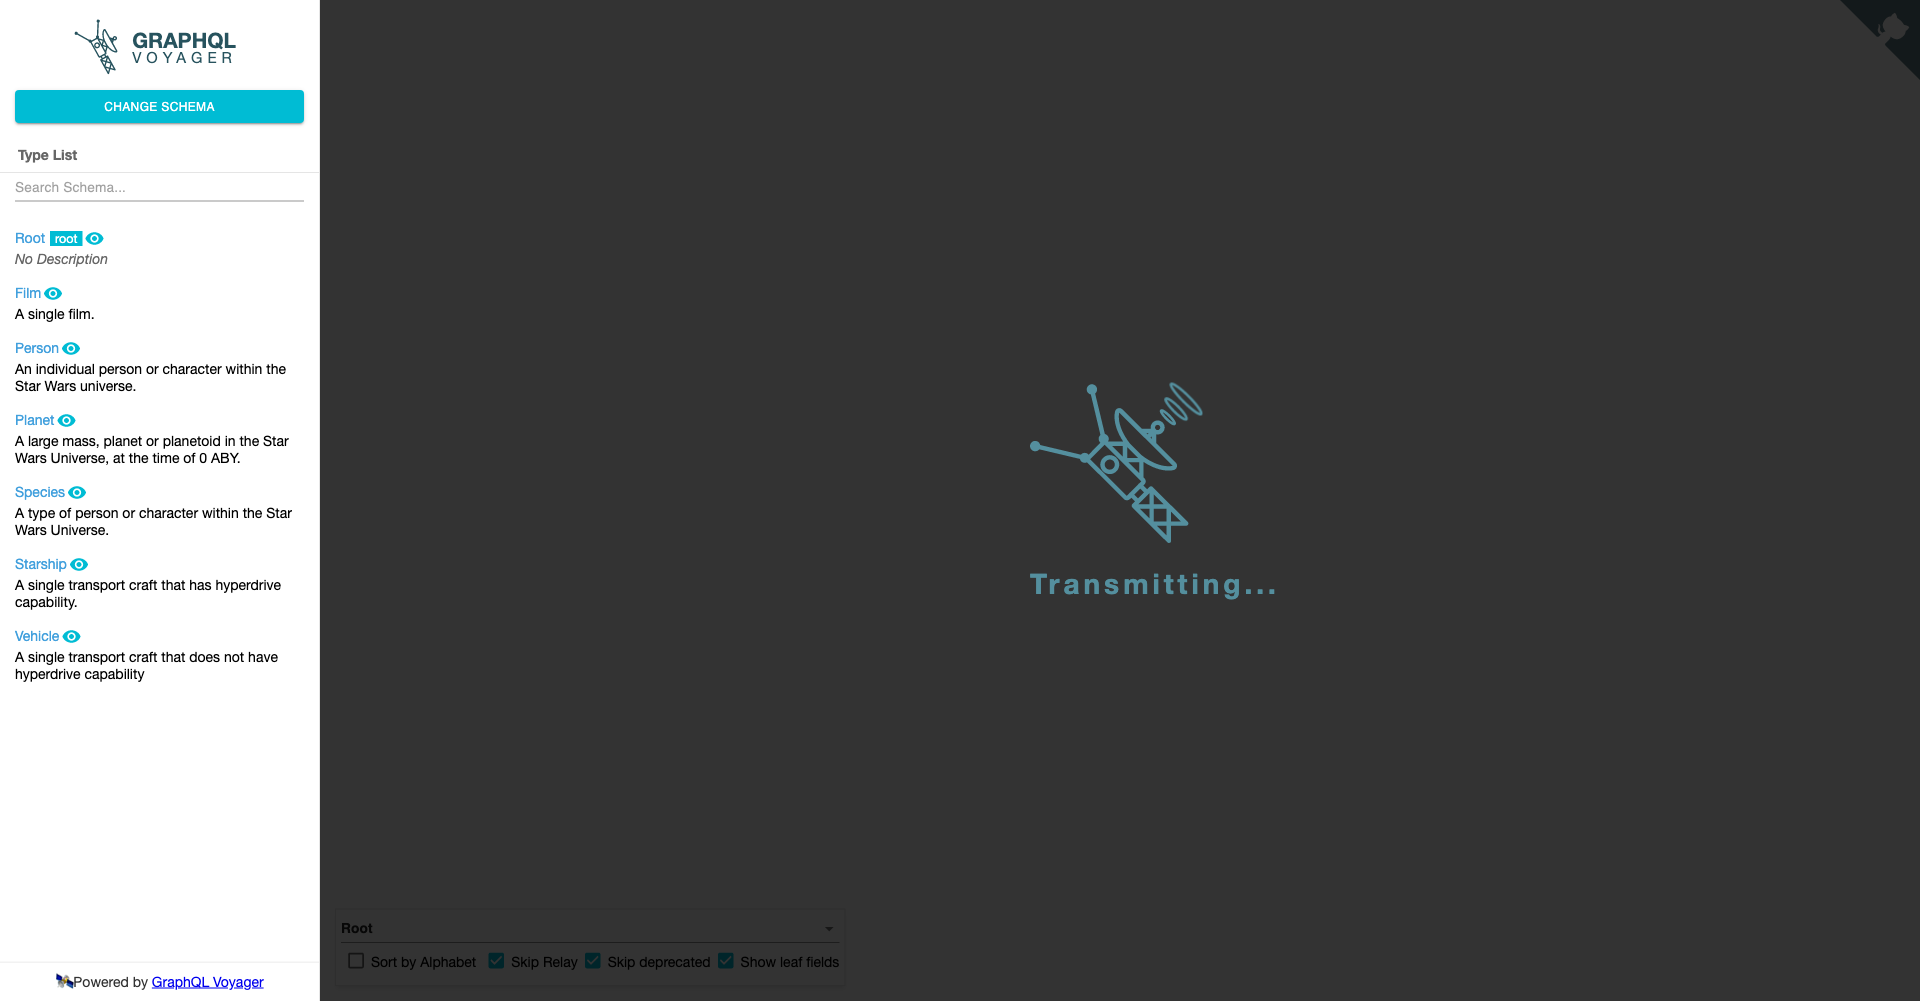 GRAPHQL
VOYAGER
CHANGE SCHEMA
Type List
Search Schema...
Root root
No Description
Film
A single film.
Person
An individual person or character within the
Star Wars universe.
Planet
A large mass, planet or planetoid in the Star
Wars Universe, at the time of 0 ABY.
Species
A type of person or character within the Star
Wars Universe.
Starship
A single transport craft that has hyperdrive
capability.
Vehicle
A single transport craft that does not have
hyperdrive capability
Powered by GraphQL Voyager
Transmitting...
Root
Sort by Alphabet Skip Relay Skip deprecated Show leaf fields